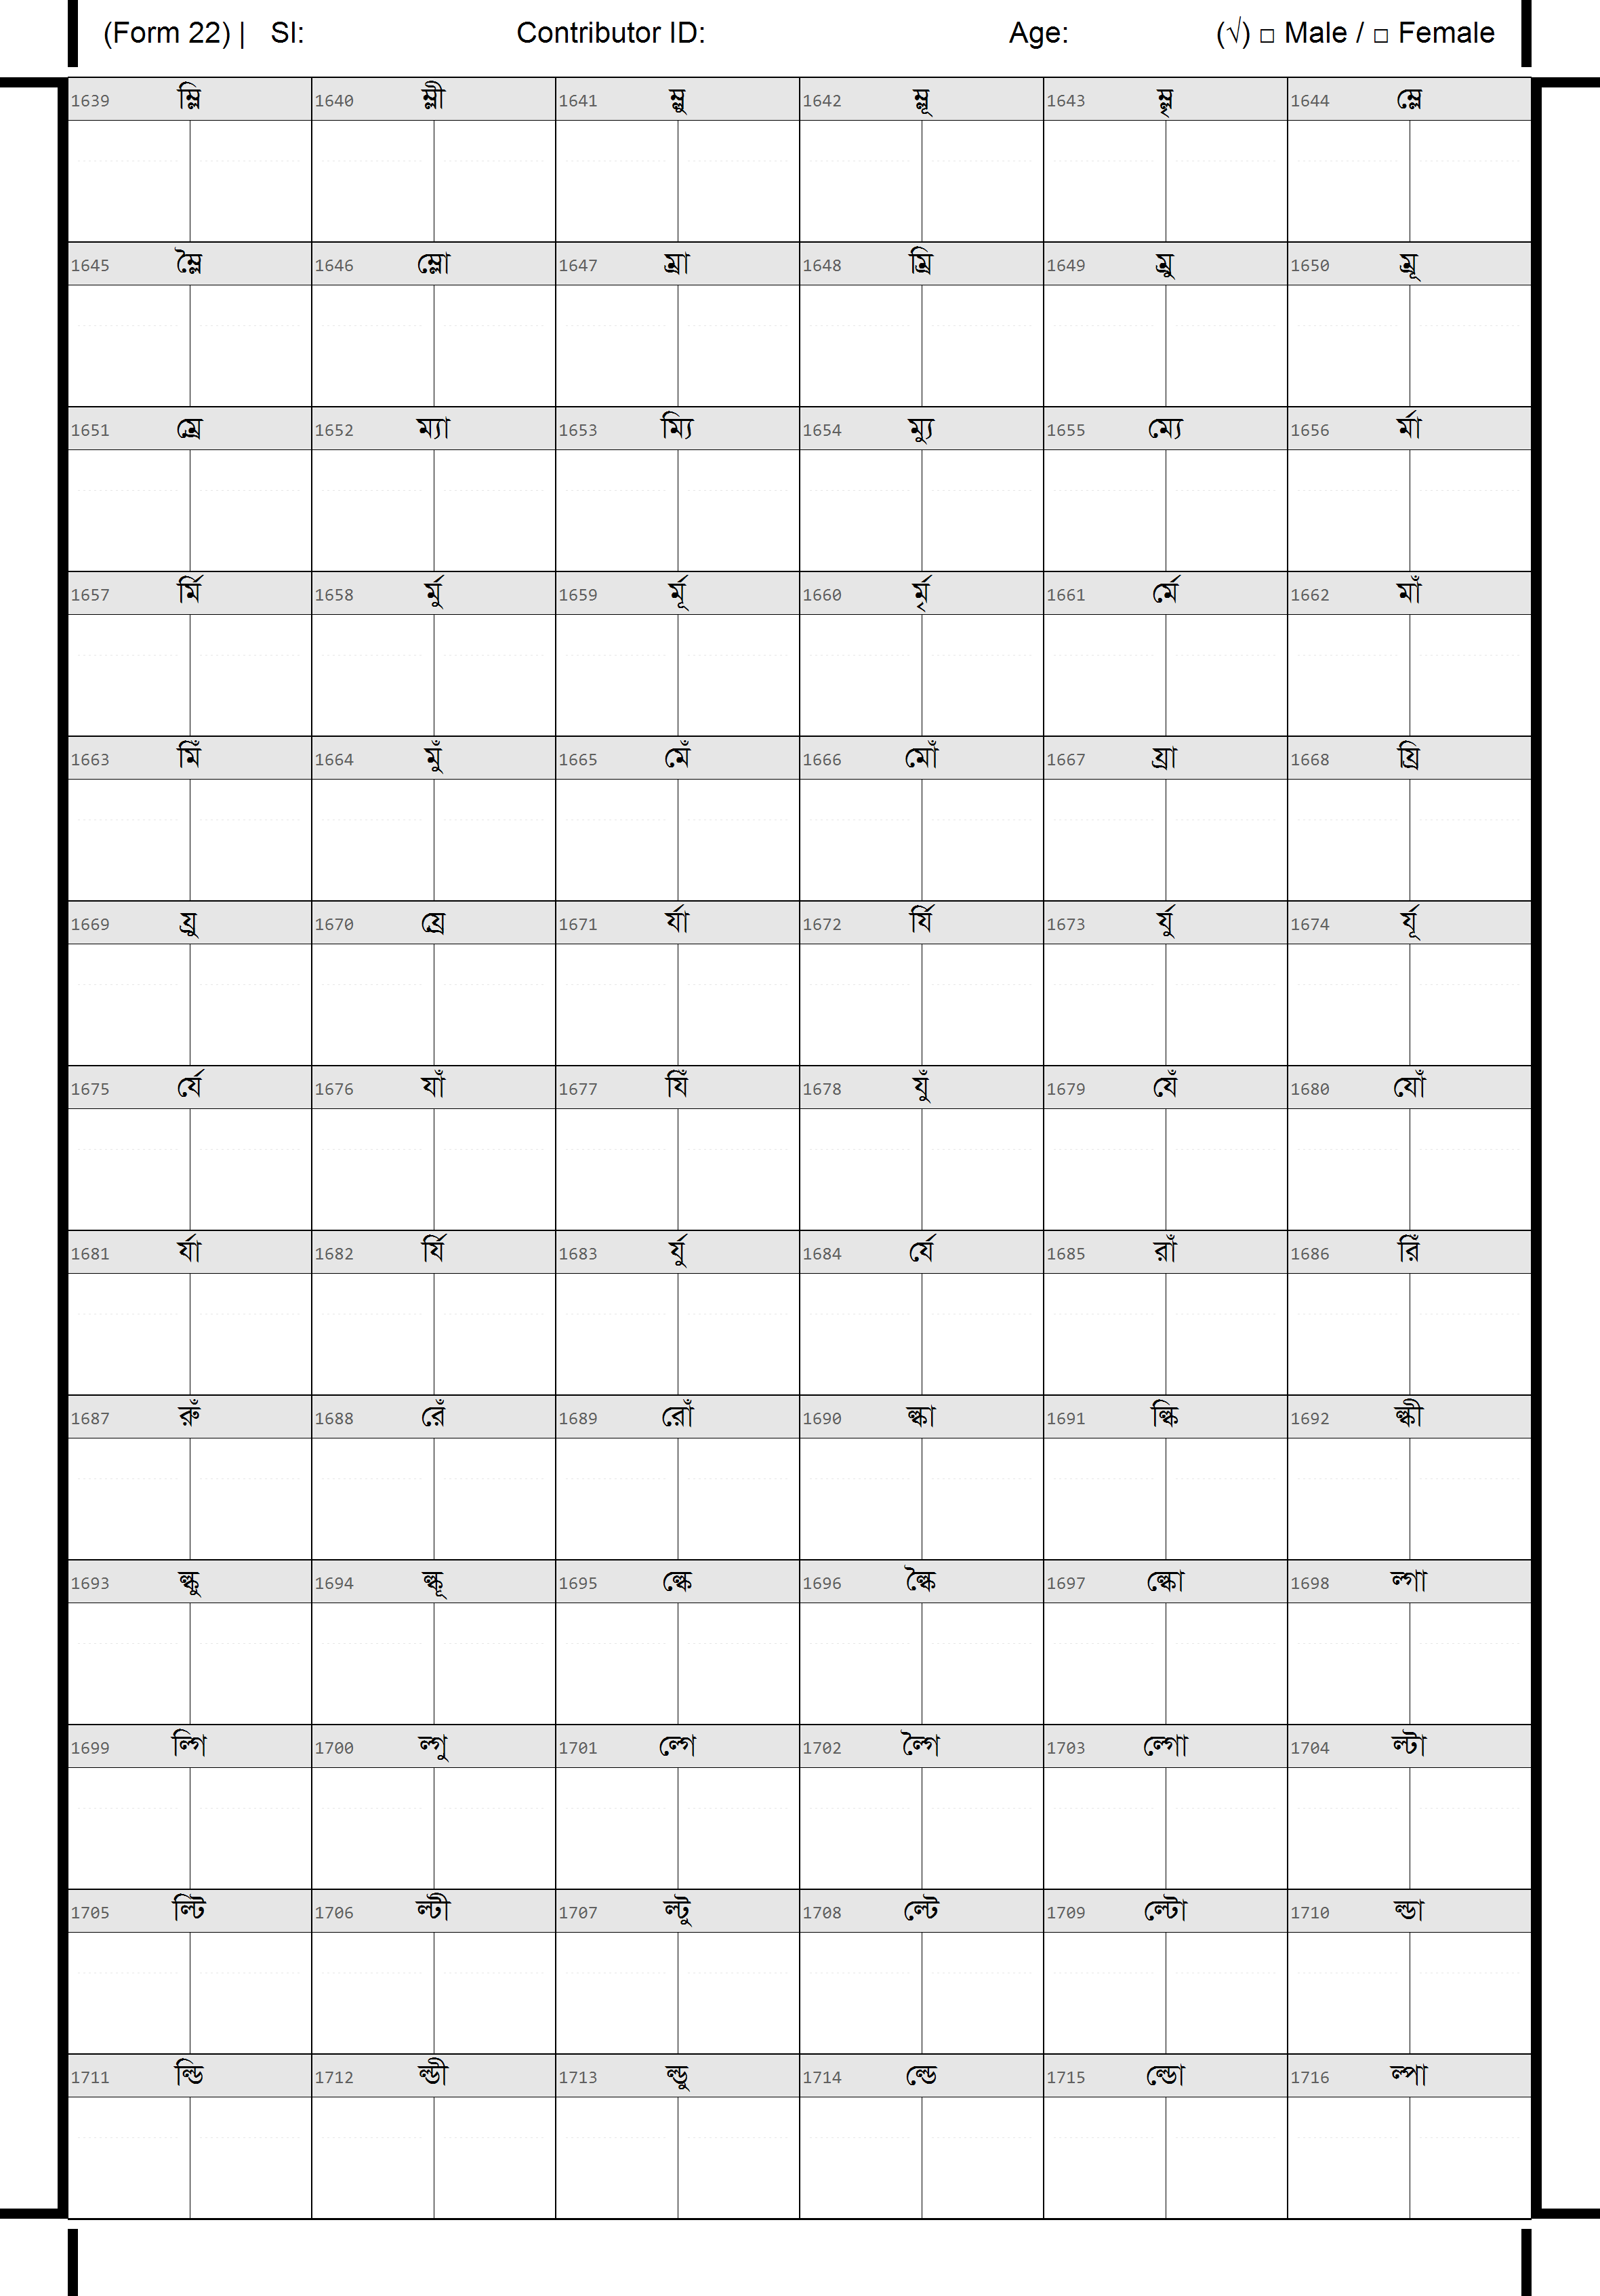 (Form 22) | Sl: Contributor ID: Age: (√) □ Male / □ Female
1639 ম্লি 1640 ম্লী 1641 ম্লু 1642 ম্লূ 1643 ম্লৃ 1644 ম্লে
1645 ম্লৈ 1646 ম্লো 1647 ম্রা 1648 ম্রি 1649 ম্রু 1650 ম্রূ
1651 ম্রে 1652 ম্যা 1653 ম্যি 1654 ম্যু 1655 ম্যে 1656 র্মা
1657 র্মি 1658 র্মু 1659 র্মূ 1660 র্মৃ 1661 র্মে 1662 মাঁ
1663 মিঁ 1664 মুঁ 1665 মেঁ 1666 মোঁ 1667 য্রা 1668 য্রি
1669 য্রু 1670 য্রে 1671 র্যা 1672 র্যি 1673 র্যু 1674 র্যূ
1675 র্যে 1676 যাঁ 1677 যিঁ 1678 যুঁ 1679 যেঁ 1680 যোঁ
1681 র্যা 1682 র্যি 1683 র্যু 1684 র্যে 1685 রাঁ 1686 রিঁ
1687 রুঁ 1688 রেঁ 1689 রোঁ 1690 ল্কা 1691 ল্কি 1692 ল্কী
1693 ল্কু 1694 ল্কূ 1695 ল্কে 1696 ল্কৈ 1697 ল্কো 1698 ল্গা
1699 ল্গি 1700 ল্গু 1701 ল্গে 1702 ল্গৈ 1703 ল্গো 1704 ল্টা
1705 ল্টি 1706 ল্টী 1707 ল্টু 1708 ল্টে 1709 ল্টো 1710 ল্ডা
1711 ল্ডি 1712 ল্ডী 1713 ল্ডু 1714 ল্ডে 1715 ল্ডো 1716 ল্পা